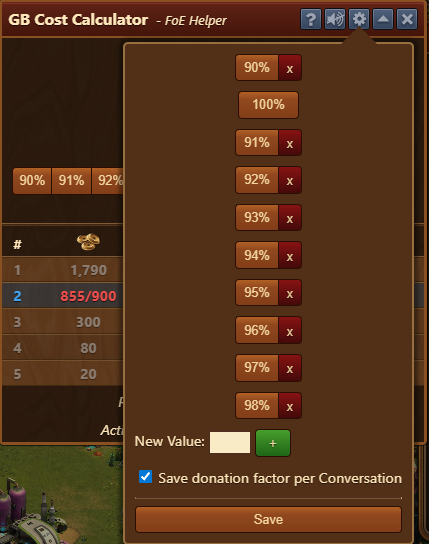 GB Cost Calculator - FoE Helper ?
90% x
100%
91% x
90% 91% 92%
92% x
93% x
#
94% x
1 1,790
2 855/900
95% x
3 300
96% x
4 80
97% x
5 20
98% x
Acti
New Value: +
Save donation factor per Conversation
Save